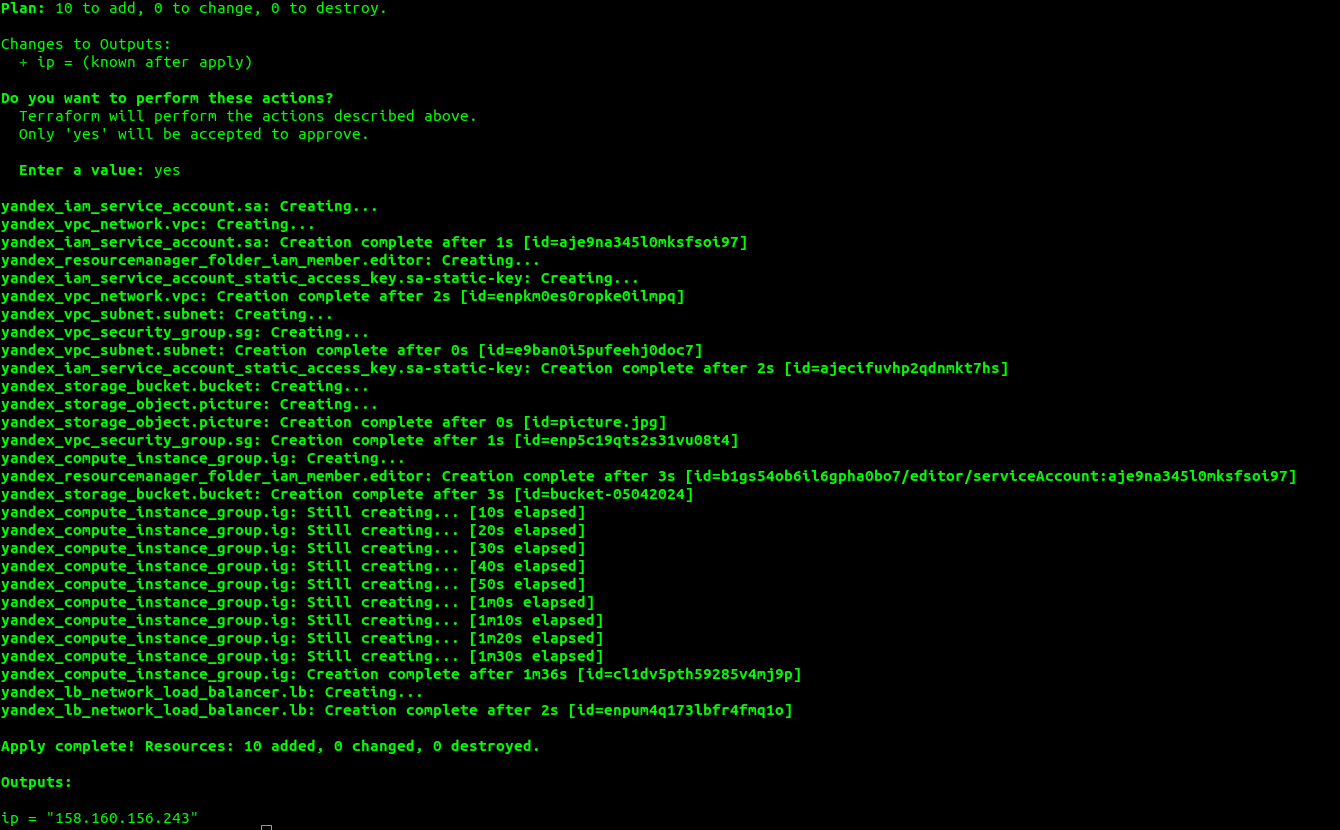 Plan: 10 to add, 0 to change, 0 to destroy.
Changes to Outputs:
+ ip = (known after apply)
Do you want to perform these actions?
Terraform will perform the actions described above.
Only 'yes' will be accepted to approve.
Enter a value: yes
yandex_iam_service_account.sa: Creating...
yandex_vpc_network.vpc: Creating...
yandex_iam_service_account.sa: Creation complete after 1s [id=aje9na345l0mksfsoi97]
yandex_resourcemanager_folder_iam_member.editor: Creating...
yandex_iam_service_account_static_access_key.sa-static-key: Creating...
yandex_vpc_network.vpc: Creation complete after 2s [id=enpkm0es0ropke0ilmpq]
yandex_vpc_subnet.subnet: Creating...
yandex_vpc_security_group.sg: Creating...
yandex_vpc_subnet.subnet: Creation complete after 0s [id=e9ban0i5pufeehj0doc7]
yandex_iam_service_account_static_access_key.sa-static-key: Creation complete after 2s [id=ajecifuvhp2qdnmkt7hs]
yandex_storage_bucket.bucket: Creating...
yandex_storage_object.picture: Creating...
yandex_storage_object.picture: Creation complete after 0s [id=picture.jpg]
yandex_vpc_security_group.sg: Creation complete after 1s [id=enp5c19qts2s31vu08t4]
yandex_compute_instance_group.ig: Creating...
yandex_resourcemanager_folder_iam_member.editor: Creation complete after 3s [id=b1gs54ob6il6gpha0bo7/editor/serviceAccount:aje9na345l0mksfsoi97]
yandex_storage_bucket.bucket: Creation complete after 3s [id=bucket-05042024]
yandex_compute_instance_group.ig: Still creating... [10s elapsed]
yandex_compute_instance_group.ig: Still creating... [20s elapsed]
yandex_compute_instance_group.ig: Still creating... [30s elapsed]
yandex_compute_instance_group.ig: Still creating... [40s elapsed]
yandex_compute_instance_group.ig: Still creating... [50s elapsed]
yandex_compute_instance_group.ig: Still creating... [1m0s elapsed]
yandex_compute_instance_group.ig: Still creating... [1m10s elapsed]
yandex_compute_instance_group.ig: Still creating... [1m20s elapsed]
yandex_compute_instance_group.ig: Still creating... [1m30s elapsed]
yandex_compute_instance_group.ig: Creation complete after 1m36s [id=cl1dv5pth59285v4mj9p]
yandex_lb_network_load_balancer.lb: Creating...
yandex_lb_network_load_balancer.lb: Creation complete after 2s [id=enpum4q173lbfr4fmq1o]
Apply complete! Resources: 10 added, 0 changed, 0 destroyed.
Outputs:
ip = "158.160.156.243"